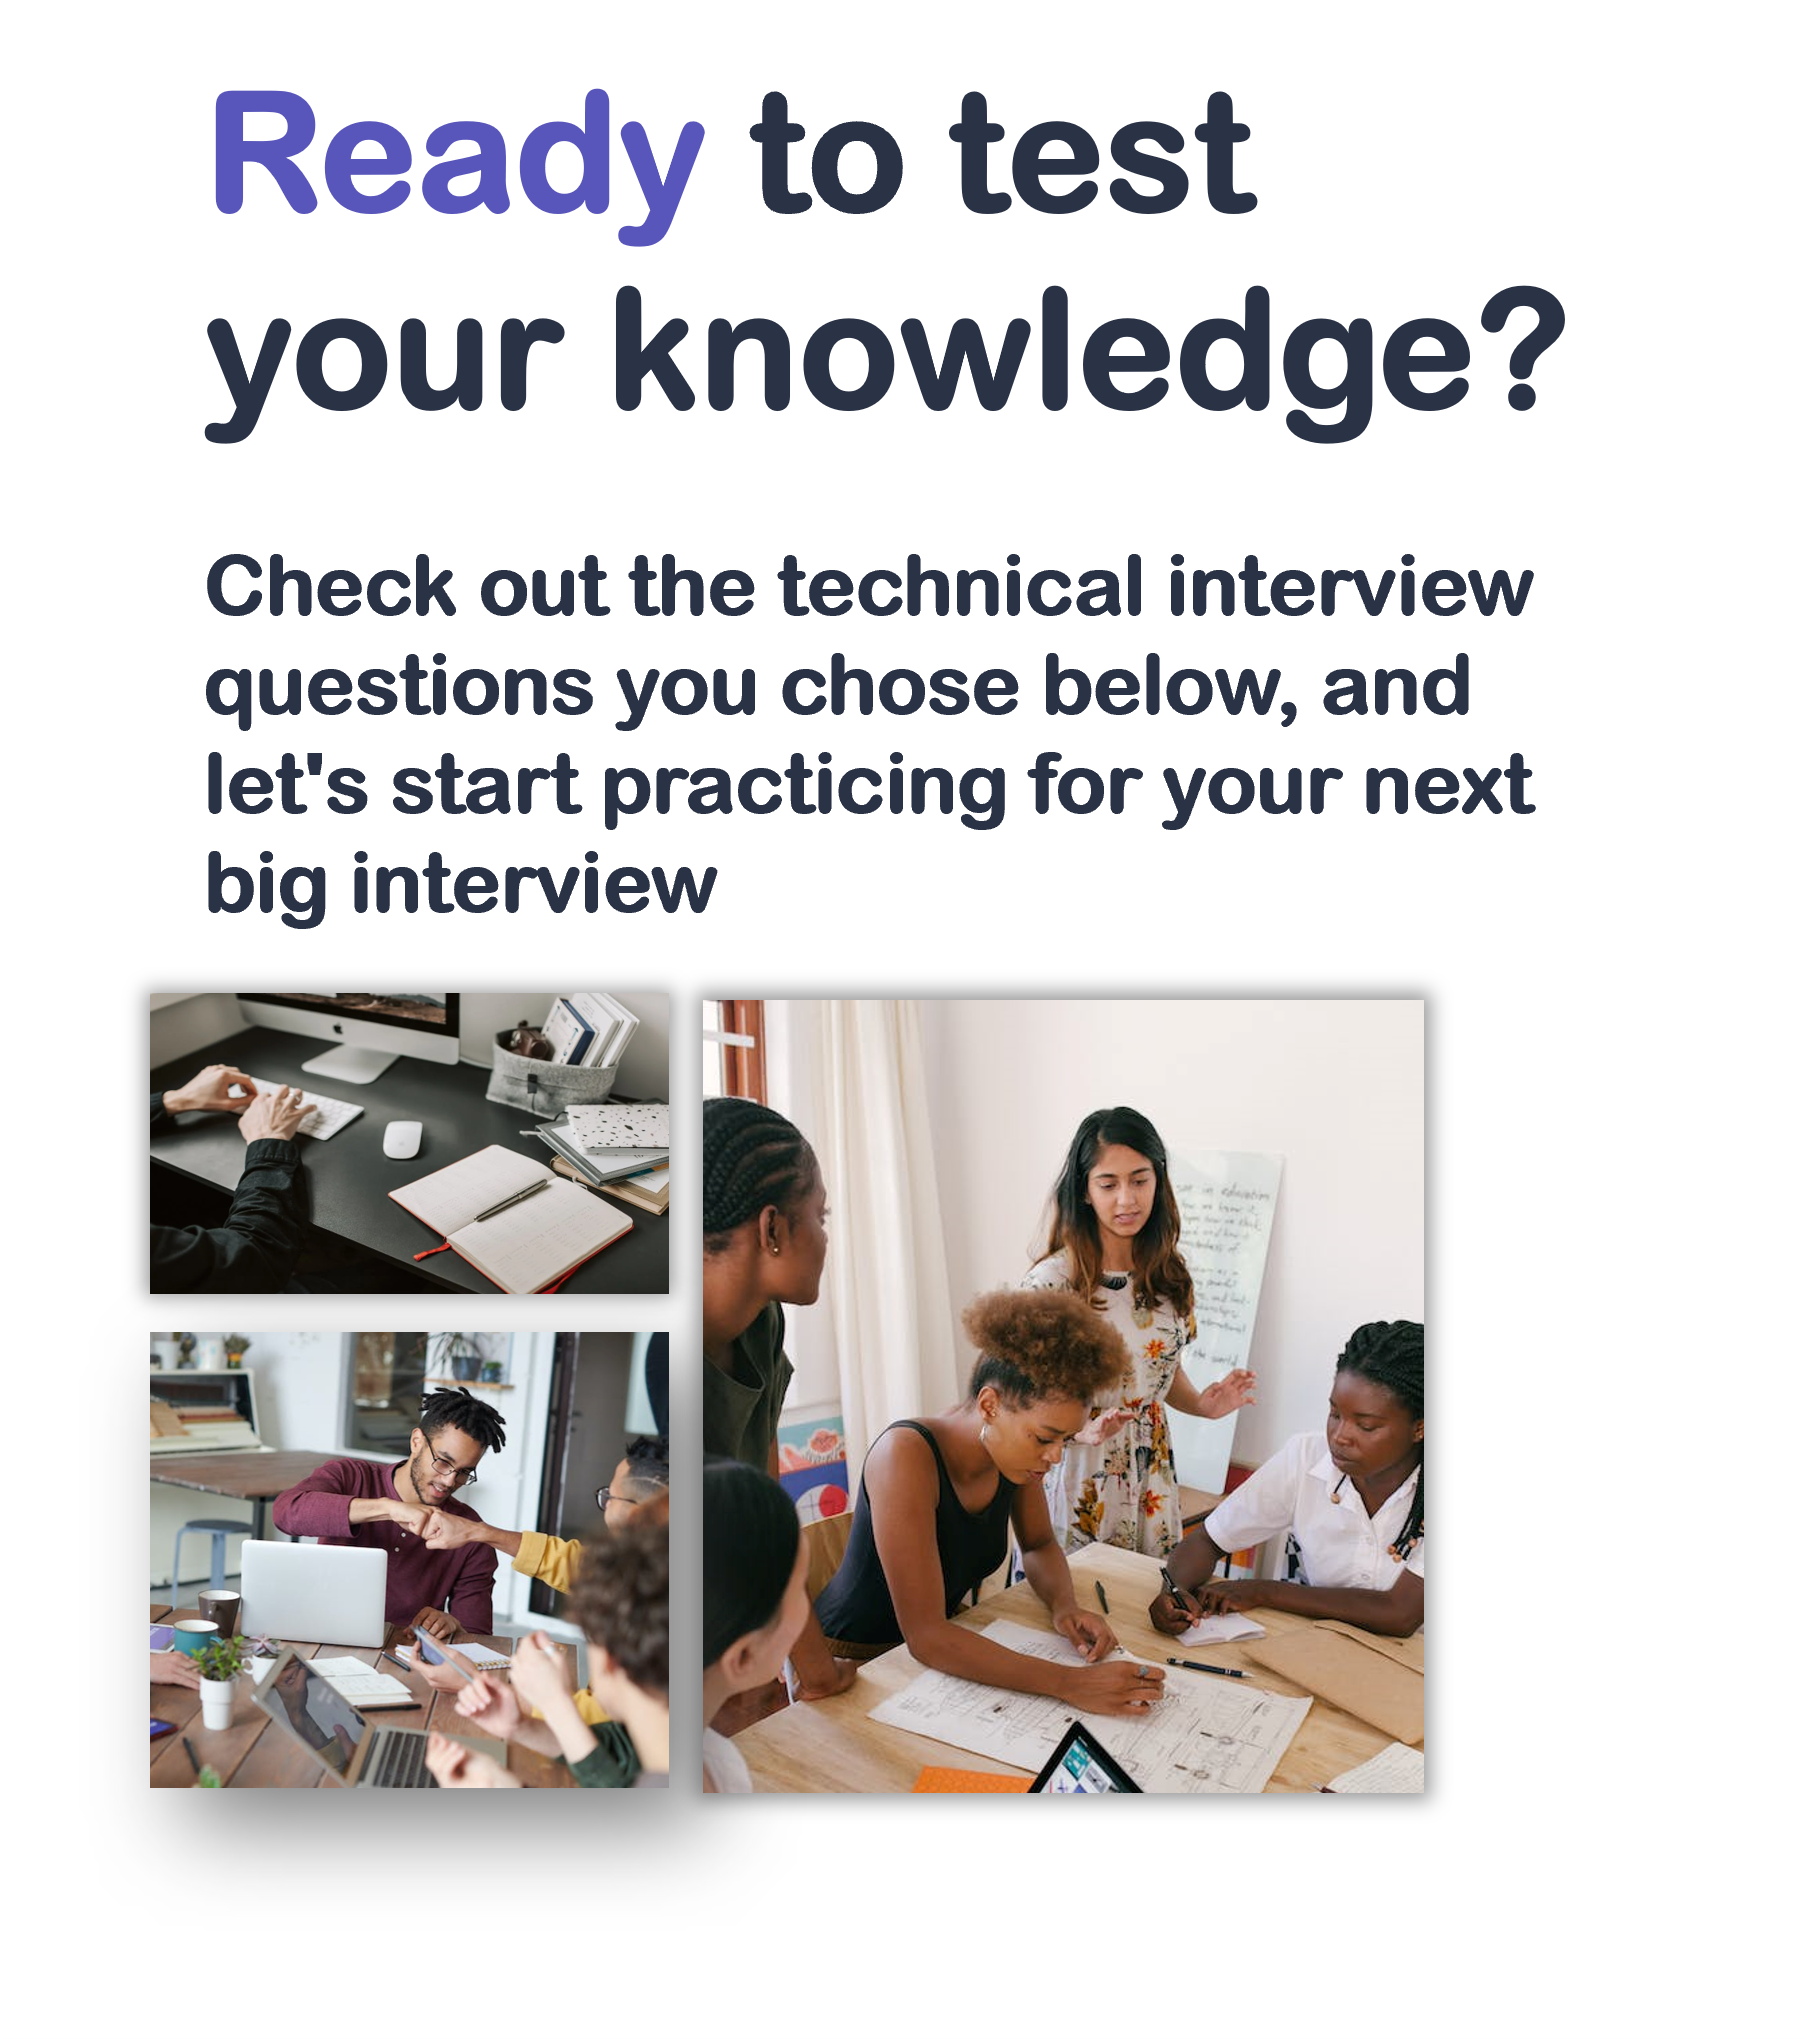 Ready to test
your knowledge?
Check out the technical interview
questions you chose below, and
let's start practicing for your next
big interview